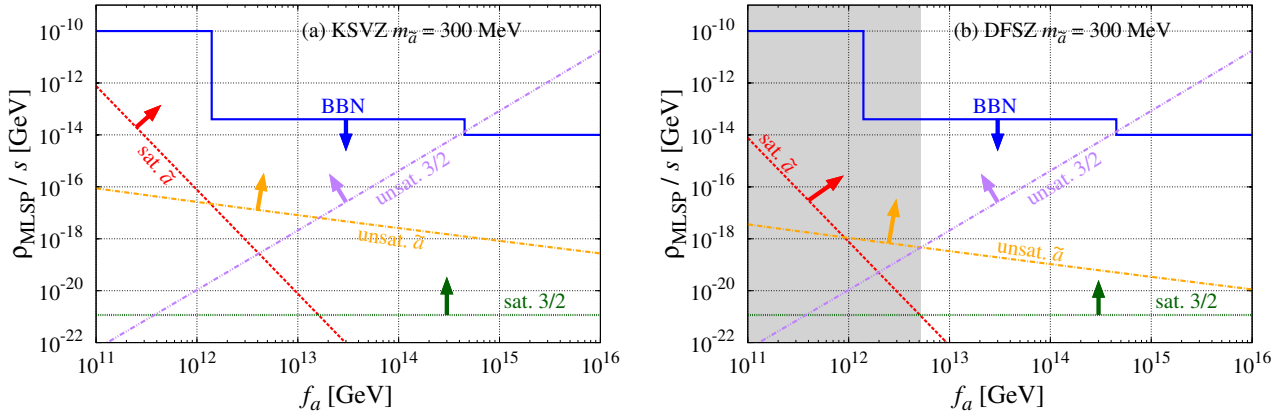 (a) KSVZ m_ã = 300 MeV
ρ_MLSP / s [GeV]
10^-10
10^-12
10^-14
10^-16
10^-18
10^-20
10^-22
BBN
sat. ã
unsat. 3/2
unsat. ã
sat. 3/2
10^11 10^12 10^13 10^14 10^15 10^16
f_a [GeV]
(b) DFSZ m_ã = 300 MeV
ρ_MLSP / s [GeV]
10^-10
10^-12
10^-14
10^-16
10^-18
10^-20
10^-22
BBN
sat. ã
unsat. 3/2
unsat. ã
sat. 3/2
10^11 10^12 10^13 10^14 10^15 10^16
f_a [GeV]